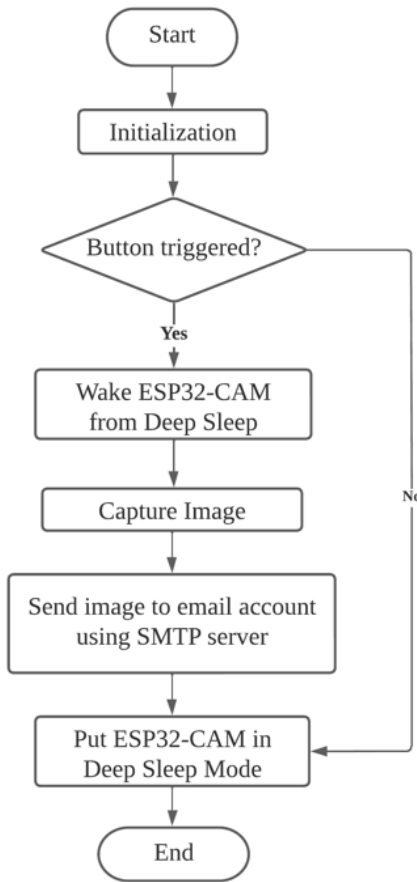 Start
Initialization
Button triggered?
Yes
Wake ESP32-CAM
from Deep Sleep
Capture Image
No
Send image to email account
using SMTP server
Put ESP32-CAM in
Deep Sleep Mode
End